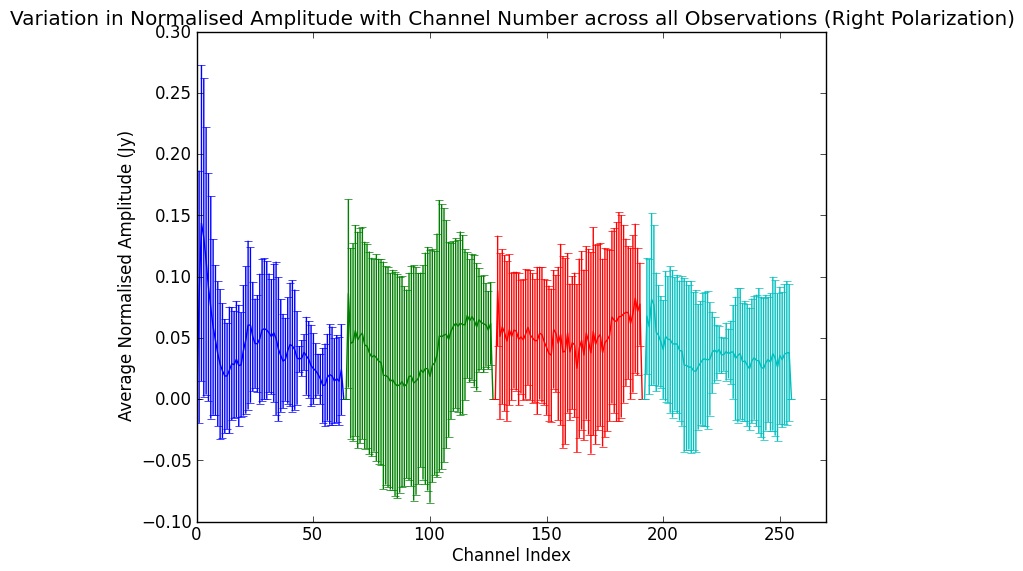 Variation in Normalised Amplitude with Channel Number across all Observations (Right Polarization)
0.30
0.25
0.20
0.15
0.10
0.05
0.00
−0.05
−0.10
Average Normalised Amplitude (Jy)
0 50 100 150 200 250
Channel Index